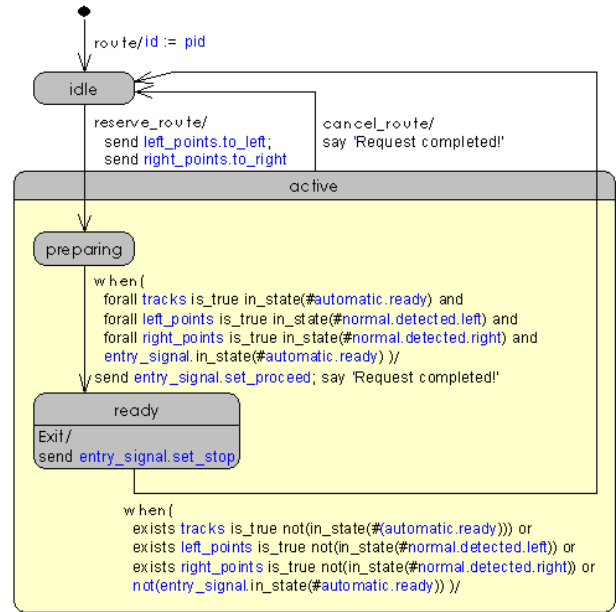 route/id := pid
idle
reserve_route/
send left_points.to_left;
send right_points.to_right
cancel_route/
say 'Request completed!'
active
preparing
when(
forall tracks is_true in_state(#automatic.ready) and
forall left_points is_true in_state(#normal.detected.left) and
forall right_points is_true in_state(#normal.detected.right) and
entry_signal.in_state(#automatic.ready) )/
send entry_signal.set_proceed; say 'Request completed!'
ready
Exit/
send entry_signal.set_stop
when(
exists tracks is_true not(in_state(#(automatic.ready))) or
exists left_points is_true not(in_state(#normal.detected.left)) or
exists right_points is_true not(in_state(#normal.detected.right)) or
not(entry_signal.in_state(#automatic.ready)) )/